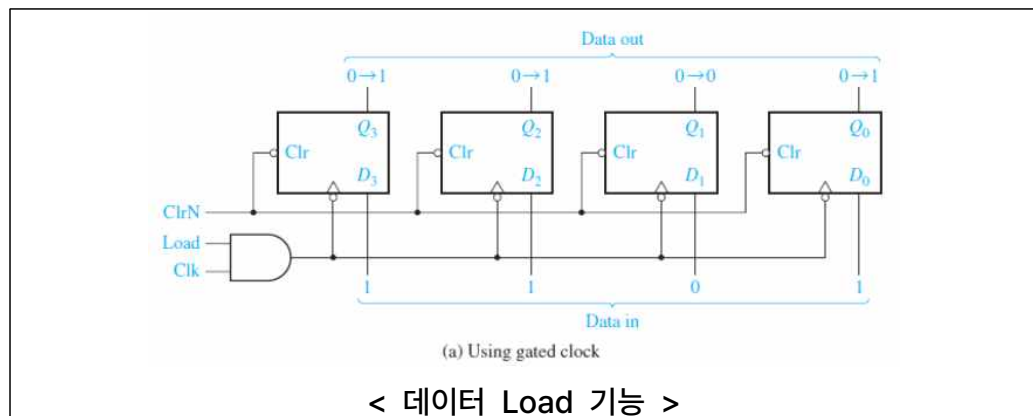 Data out
0→1 0→1 0→0 0→1
Q₃ Q₂ Q₁ Q₀
Clr Clr Clr Clr
D₃ D₂ D₁ D₀
ClrN
Load
Clk
1 1 0 1
Data in
(a) Using gated clock
< 데이터 Load 기능 >